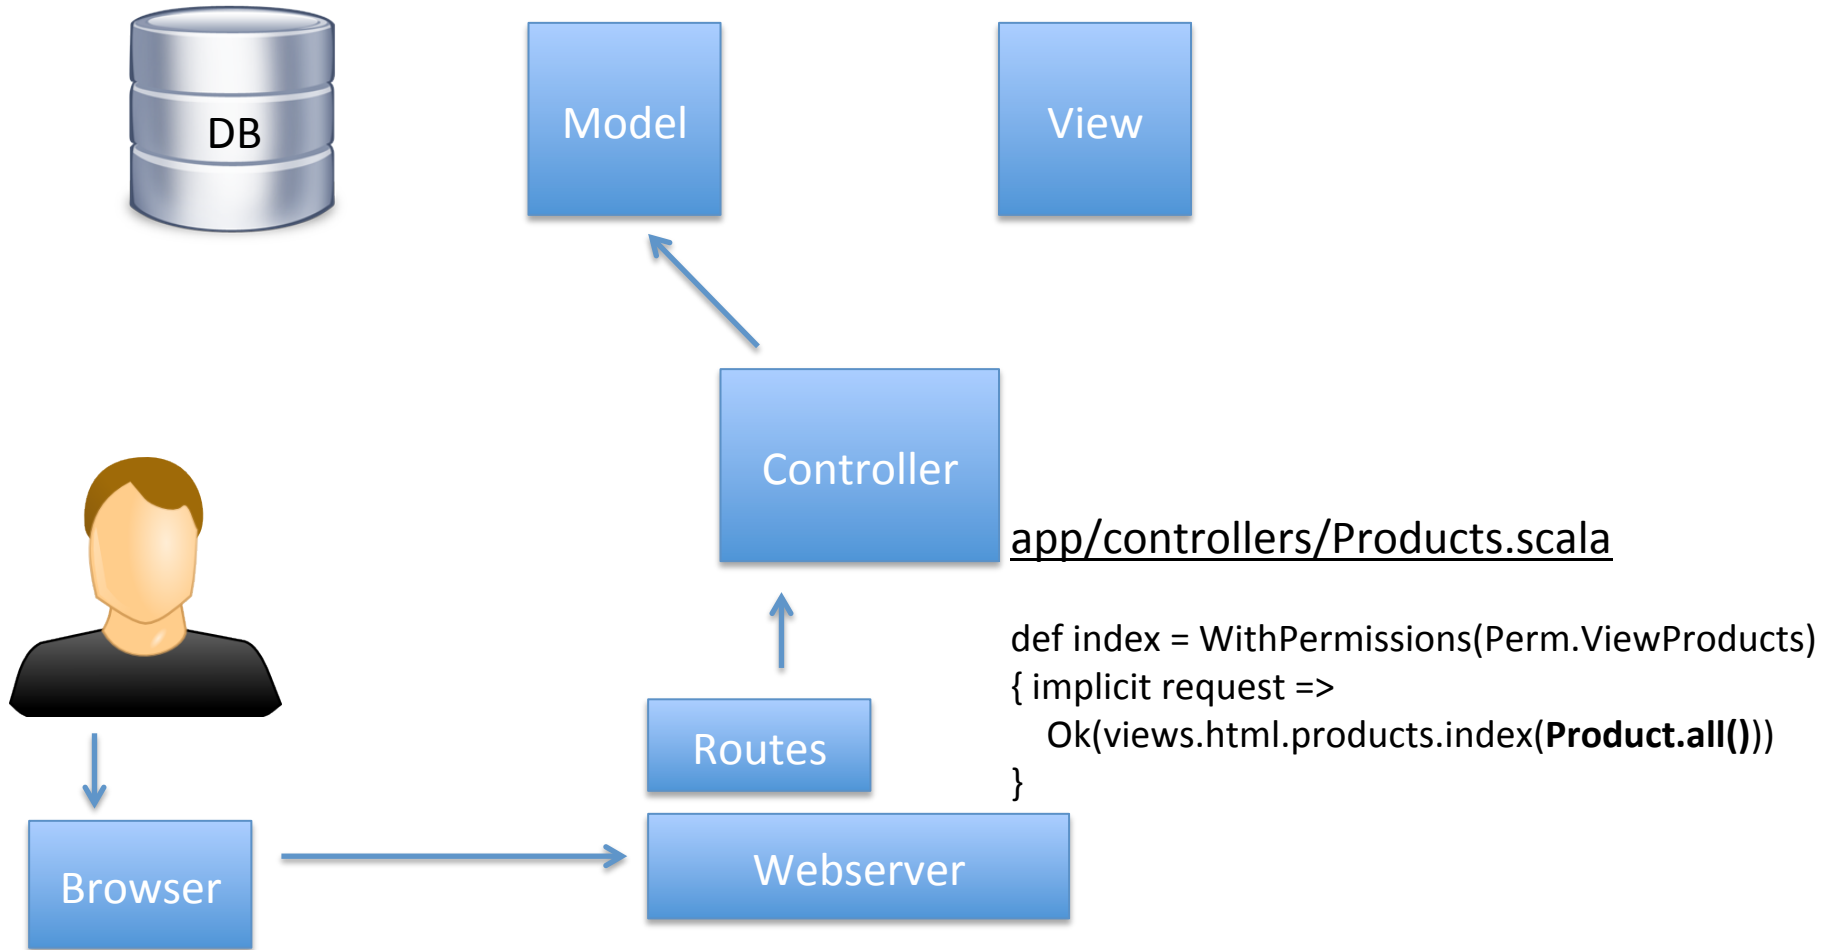 DB
Model
View
Controller
app/controllers/Products.scala
def index = WithPermissions(Perm.ViewProducts)
{ implicit request =>
Ok(views.html.products.index(Product.all()))
}
Routes
Webserver
Browser